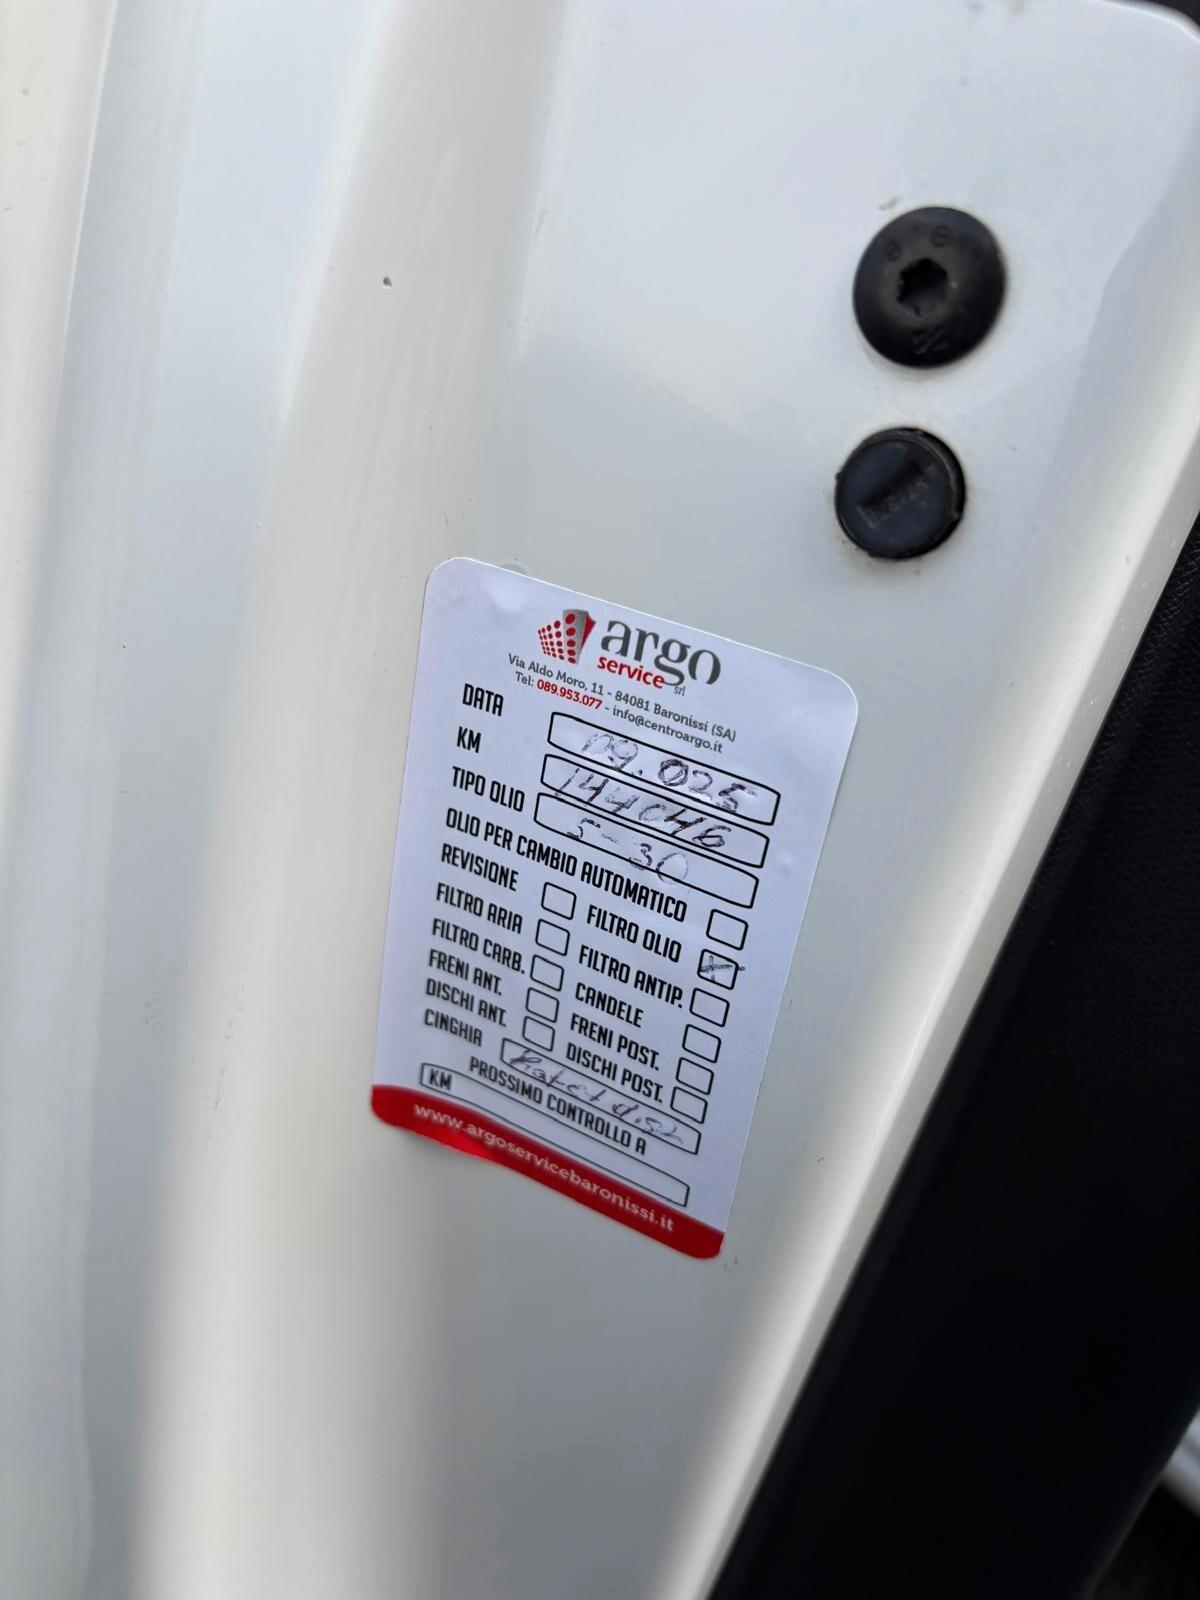 argo
service srl
Via Aldo Moro, 11 - 84081 Baronissi (SA)
Tel: 089.953.077 - info@centroargo.it
DATA 09.025
KM 144046
TIPO OLIO 5-30
OLIO PER CAMBIO AUTOMATICO
REVISIONE FILTRO OLIO X
FILTRO ARIA FILTRO ANTIP.
FILTRO CARB. CANDELE
FRENI ANT. FRENI POST.
DISCHI ANT. DISCHI POST.
CINGHIA
PROSSIMO CONTROLLO A
KM
www.argoservicebaronissi.it